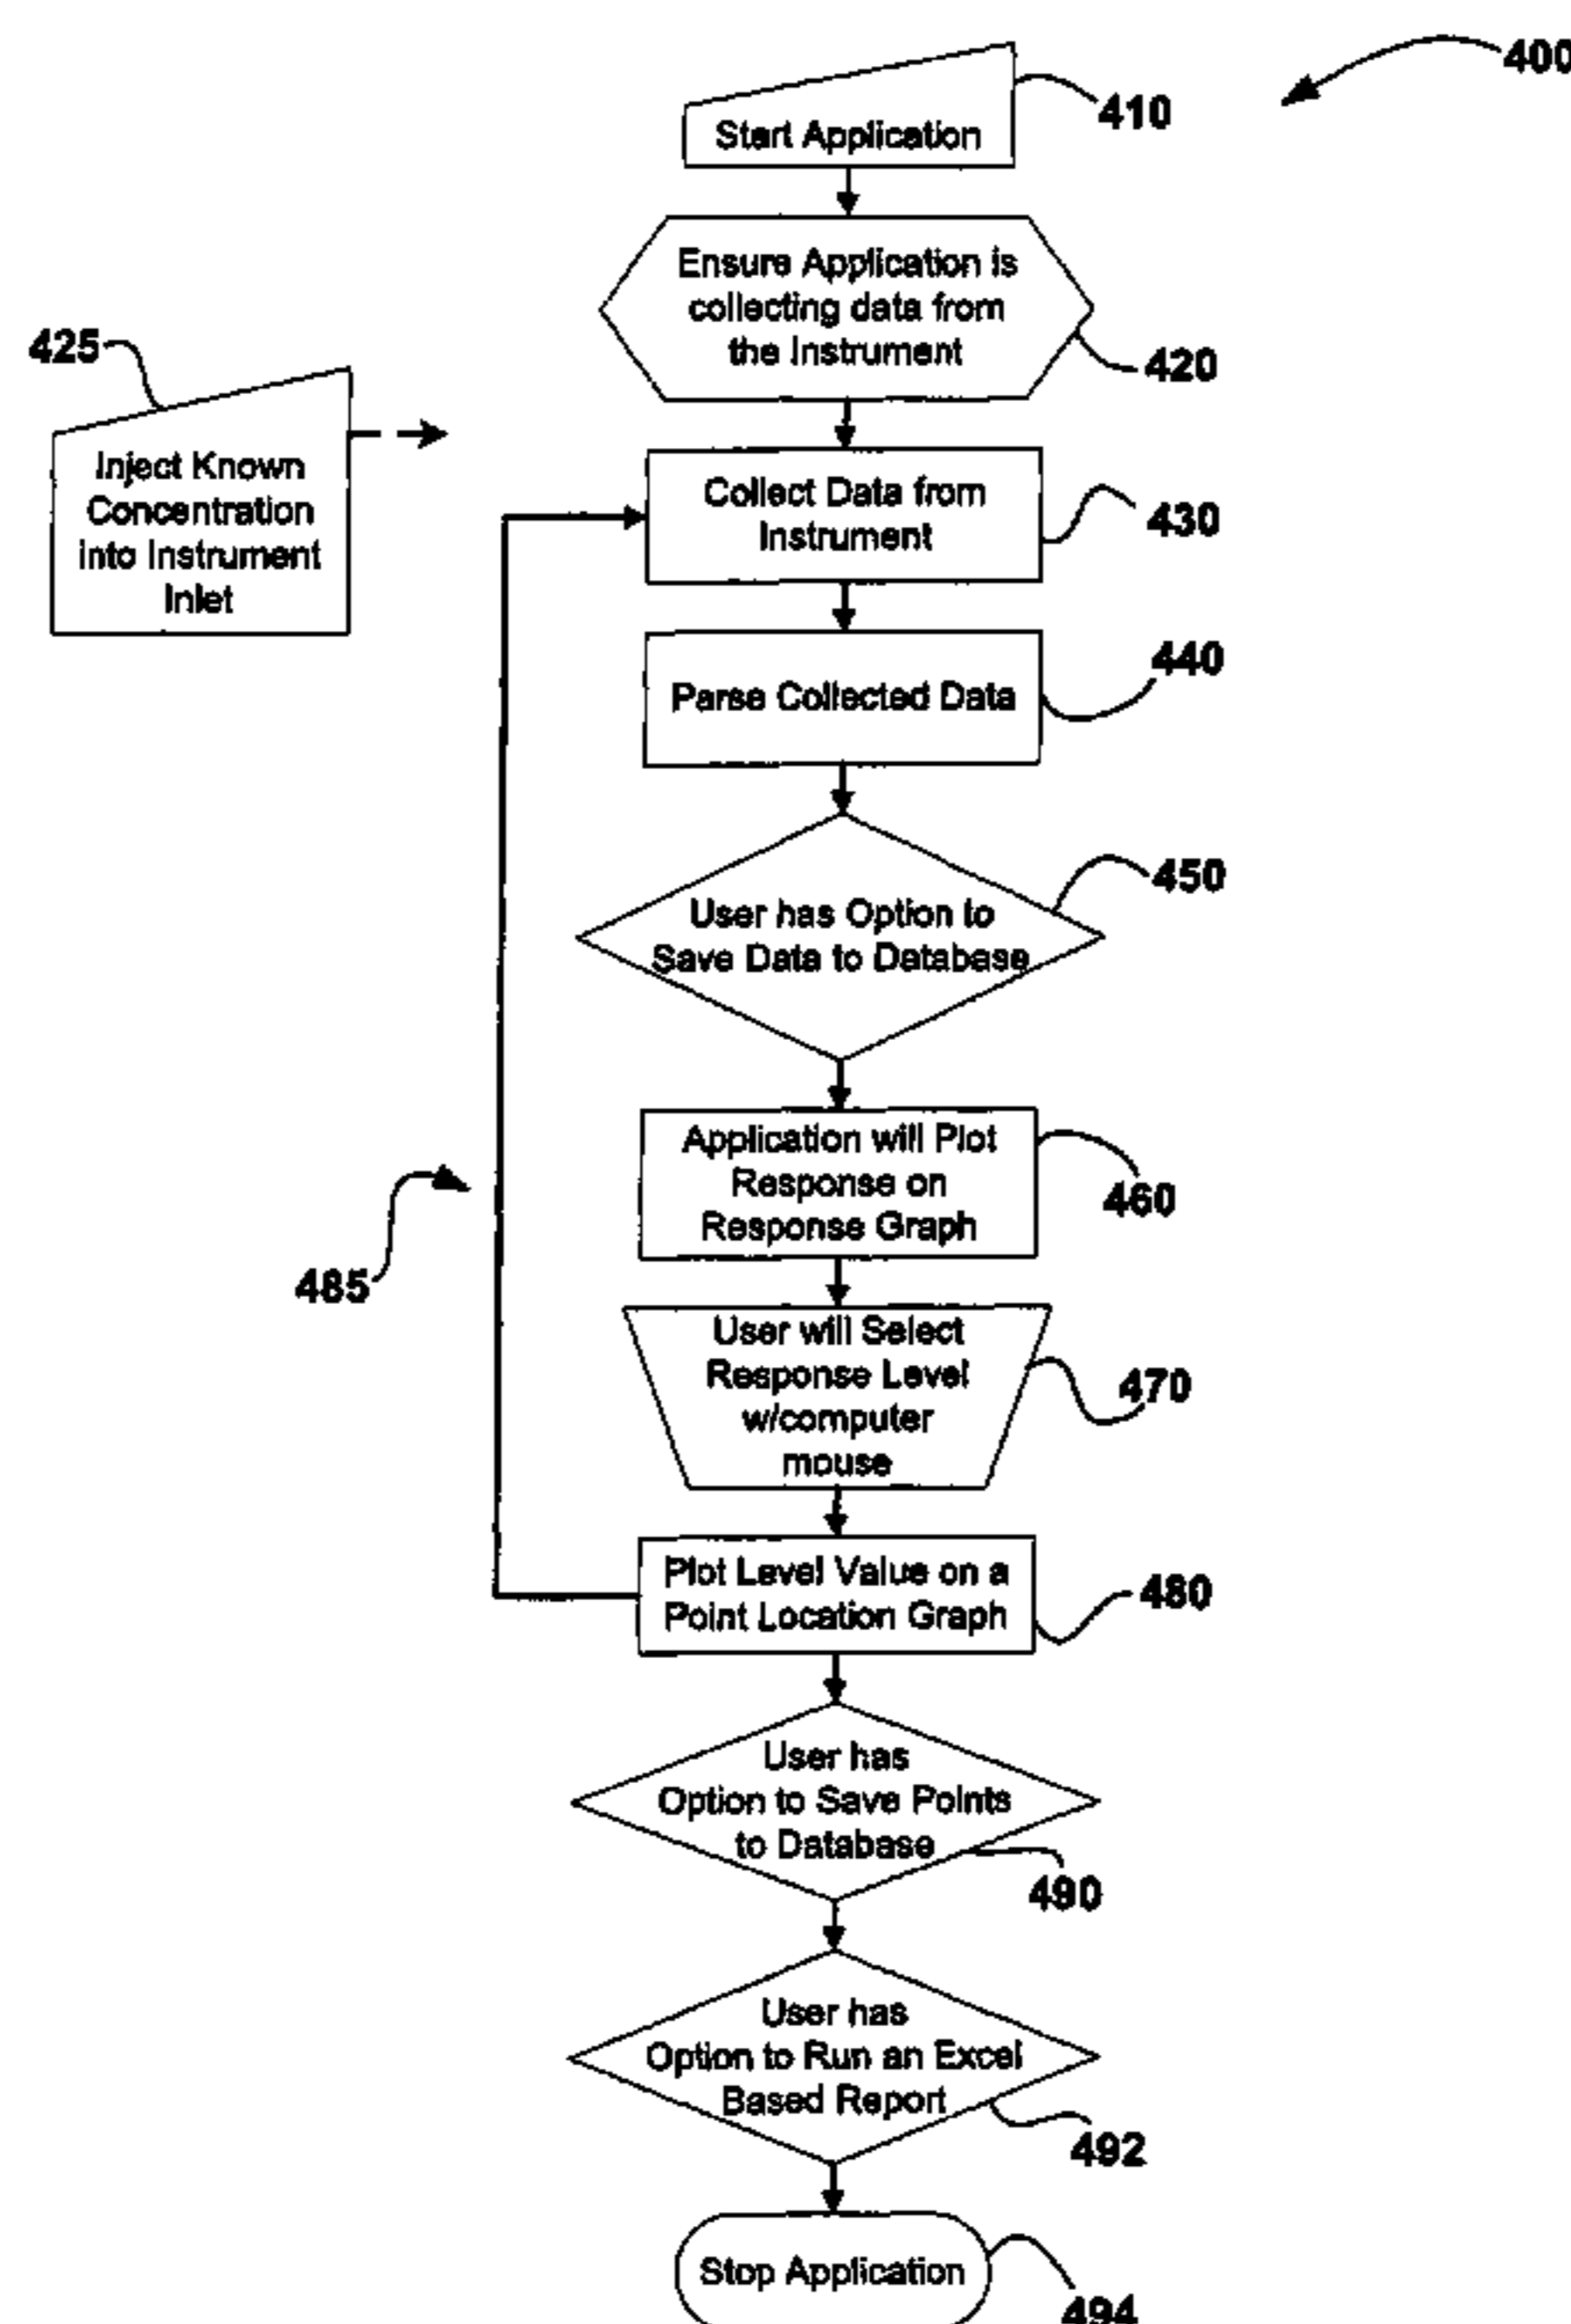 400
410
Start Application
Ensure Application is
collecting data from
the Instrument
420
425
Inject Known
Concentration
into Instrument
Inlet
Collect Data from
Instrument
430
440
Parse Collected Data
450
User has Option to
Save Data to Database
Application will Plot
Response on
Response Graph
460
485
User will Select
Response Level
w/computer
mouse
470
Plot Level Value on a
Point Location Graph
480
User has
Option to Save Points
to Database
490
User has
Option to Run an Excel
Based Report
492
Stop Application
494